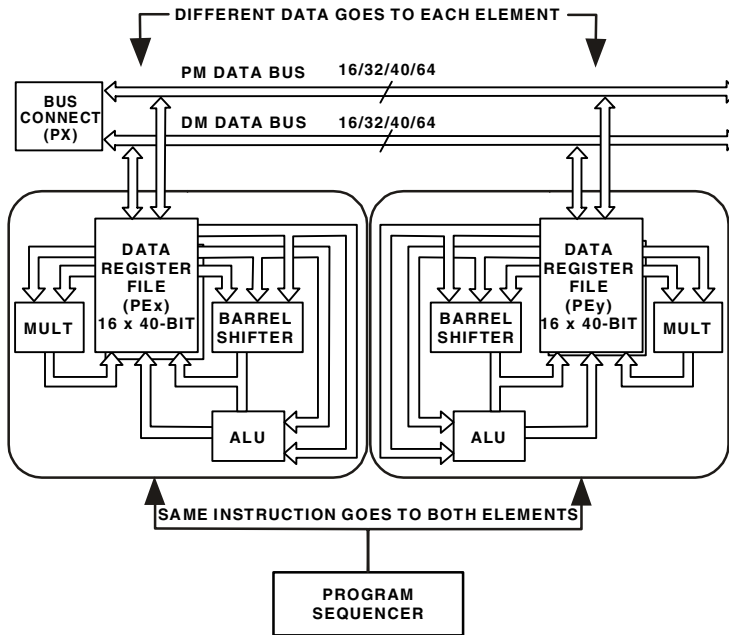 DIFFERENT DATA GOES TO EACH ELEMENT
PM DATA BUS 16/32/40/64
BUS
CONNECT
(PX)
DM DATA BUS 16/32/40/64
DATA
REGISTER
FILE
(PEx)
16 x 40-BIT
MULT
BARREL
SHIFTER
ALU
DATA
REGISTER
FILE
(PEy)
16 x 40-BIT
BARREL
SHIFTER
MULT
ALU
SAME INSTRUCTION GOES TO BOTH ELEMENTS
PROGRAM
SEQUENCER